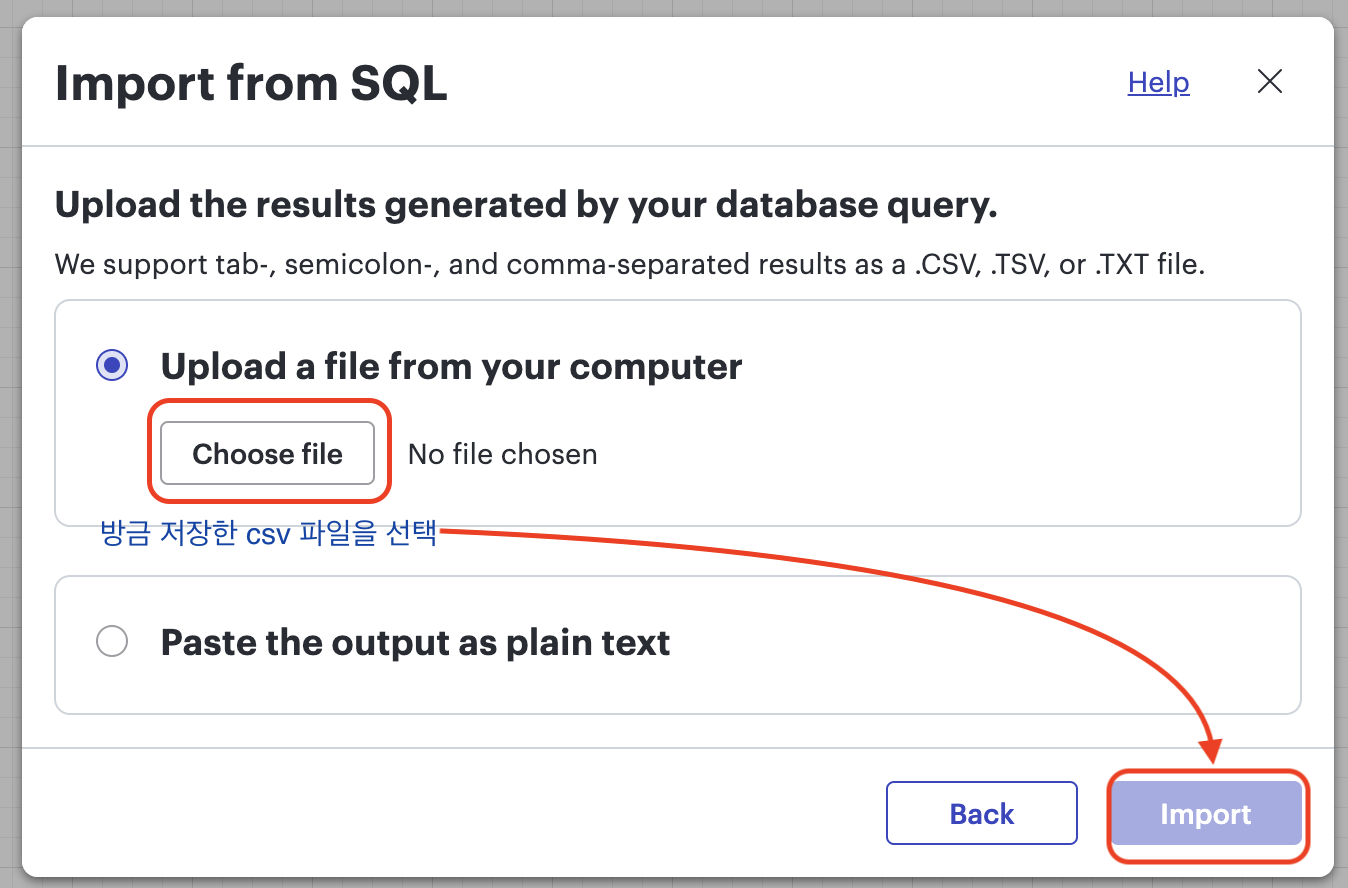 Import from SQL
Help
Upload the results generated by your database query.
We support tab-, semicolon-, and comma-separated results as a .CSV, .TSV, or .TXT file.
Upload a file from your computer
Choose file
No file chosen
방금 저장한 csv 파일을 선택
Paste the output as plain text
Back
Import